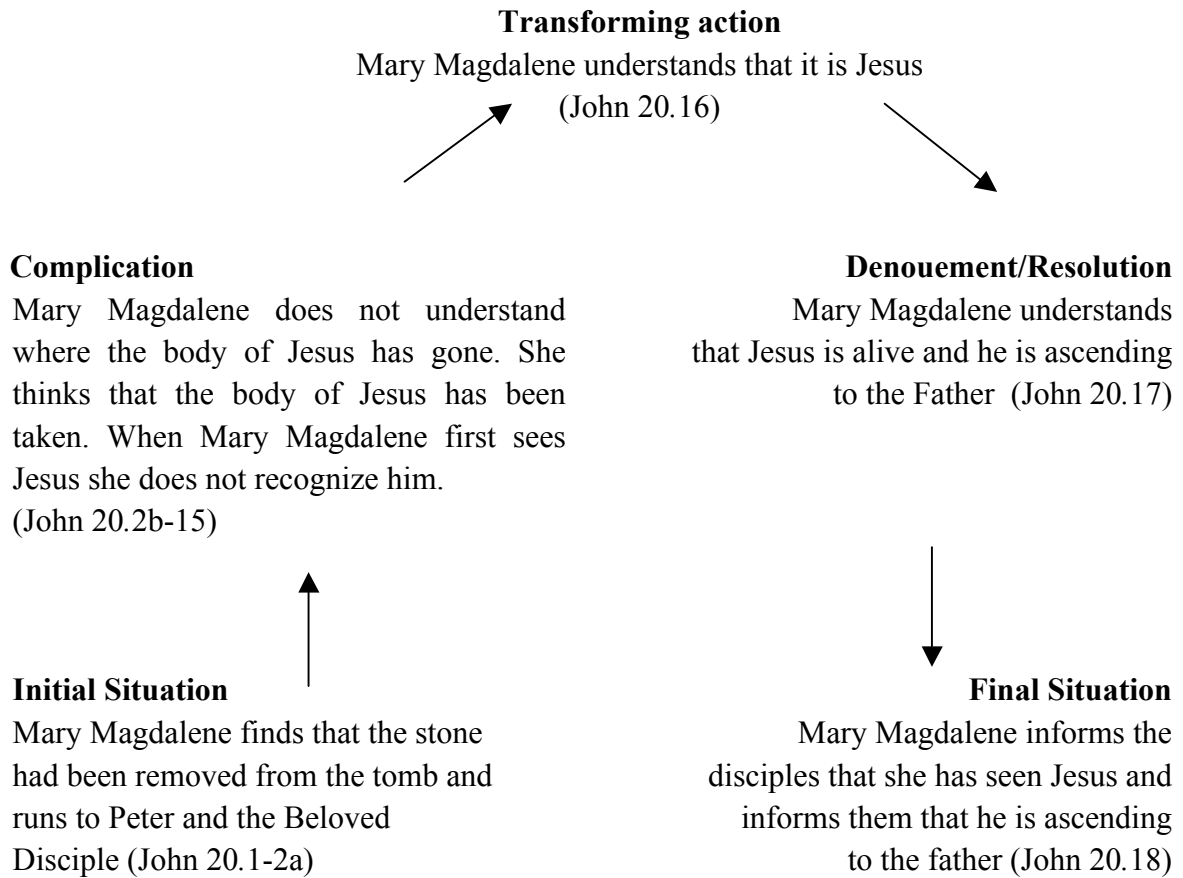 Transforming action
Mary Magdalene understands that it is Jesus
(John 20.16)
Complication
Mary Magdalene does not understand
where the body of Jesus has gone. She
thinks that the body of Jesus has been
taken. When Mary Magdalene first sees
Jesus she does not recognize him.
(John 20.2b-15)
Denouement/Resolution
Mary Magdalene understands
that Jesus is alive and he is ascending
to the Father (John 20.17)
Initial Situation
Mary Magdalene finds that the stone
had been removed from the tomb and
runs to Peter and the Beloved
Disciple (John 20.1-2a)
Final Situation
Mary Magdalene informs the
disciples that she has seen Jesus and
informs them that he is ascending
to the father (John 20.18)